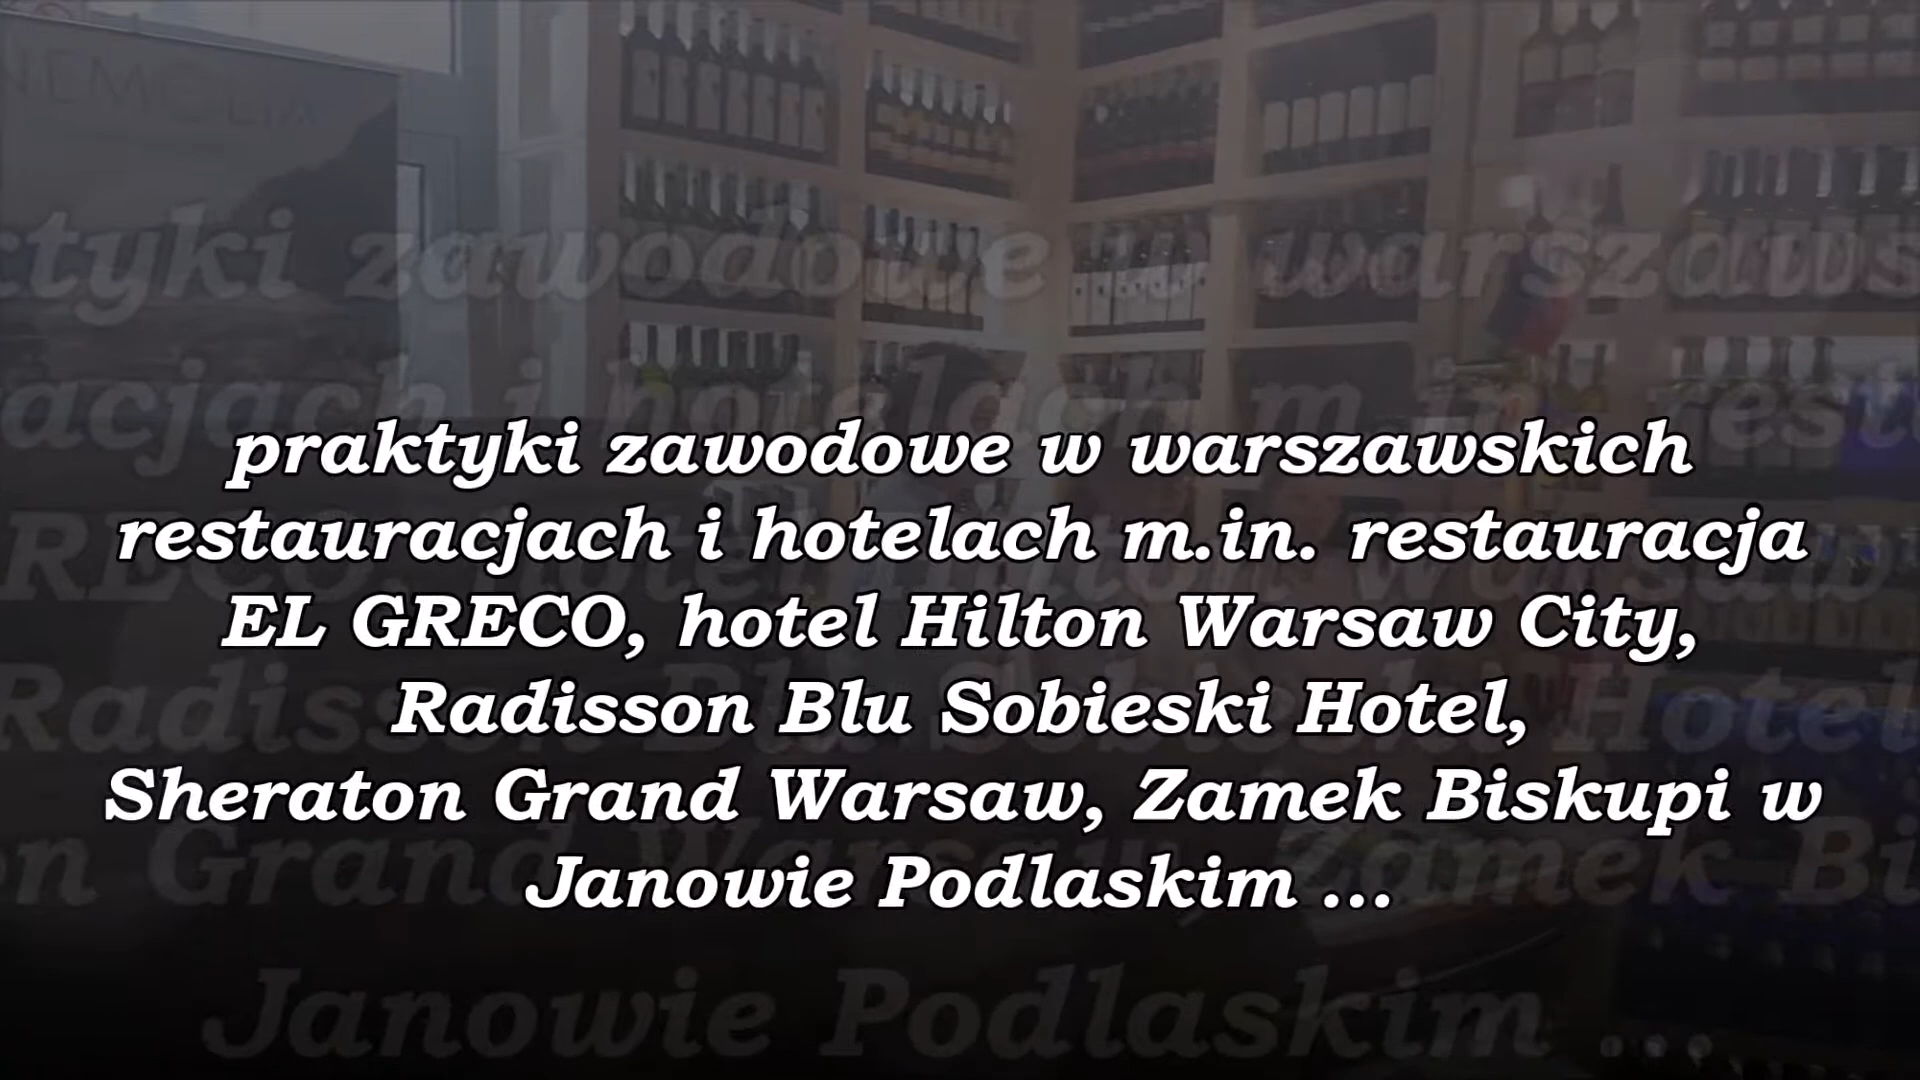 praktyki zawodowe w warszawskich
restauracjach i hotelach m.in. restauracja
EL GRECO, hotel Hilton Warsaw City,
Radisson Blu Sobieski Hotel,
Sheraton Grand Warsaw, Zamek Biskupi w
Janowie Podlaskim ...